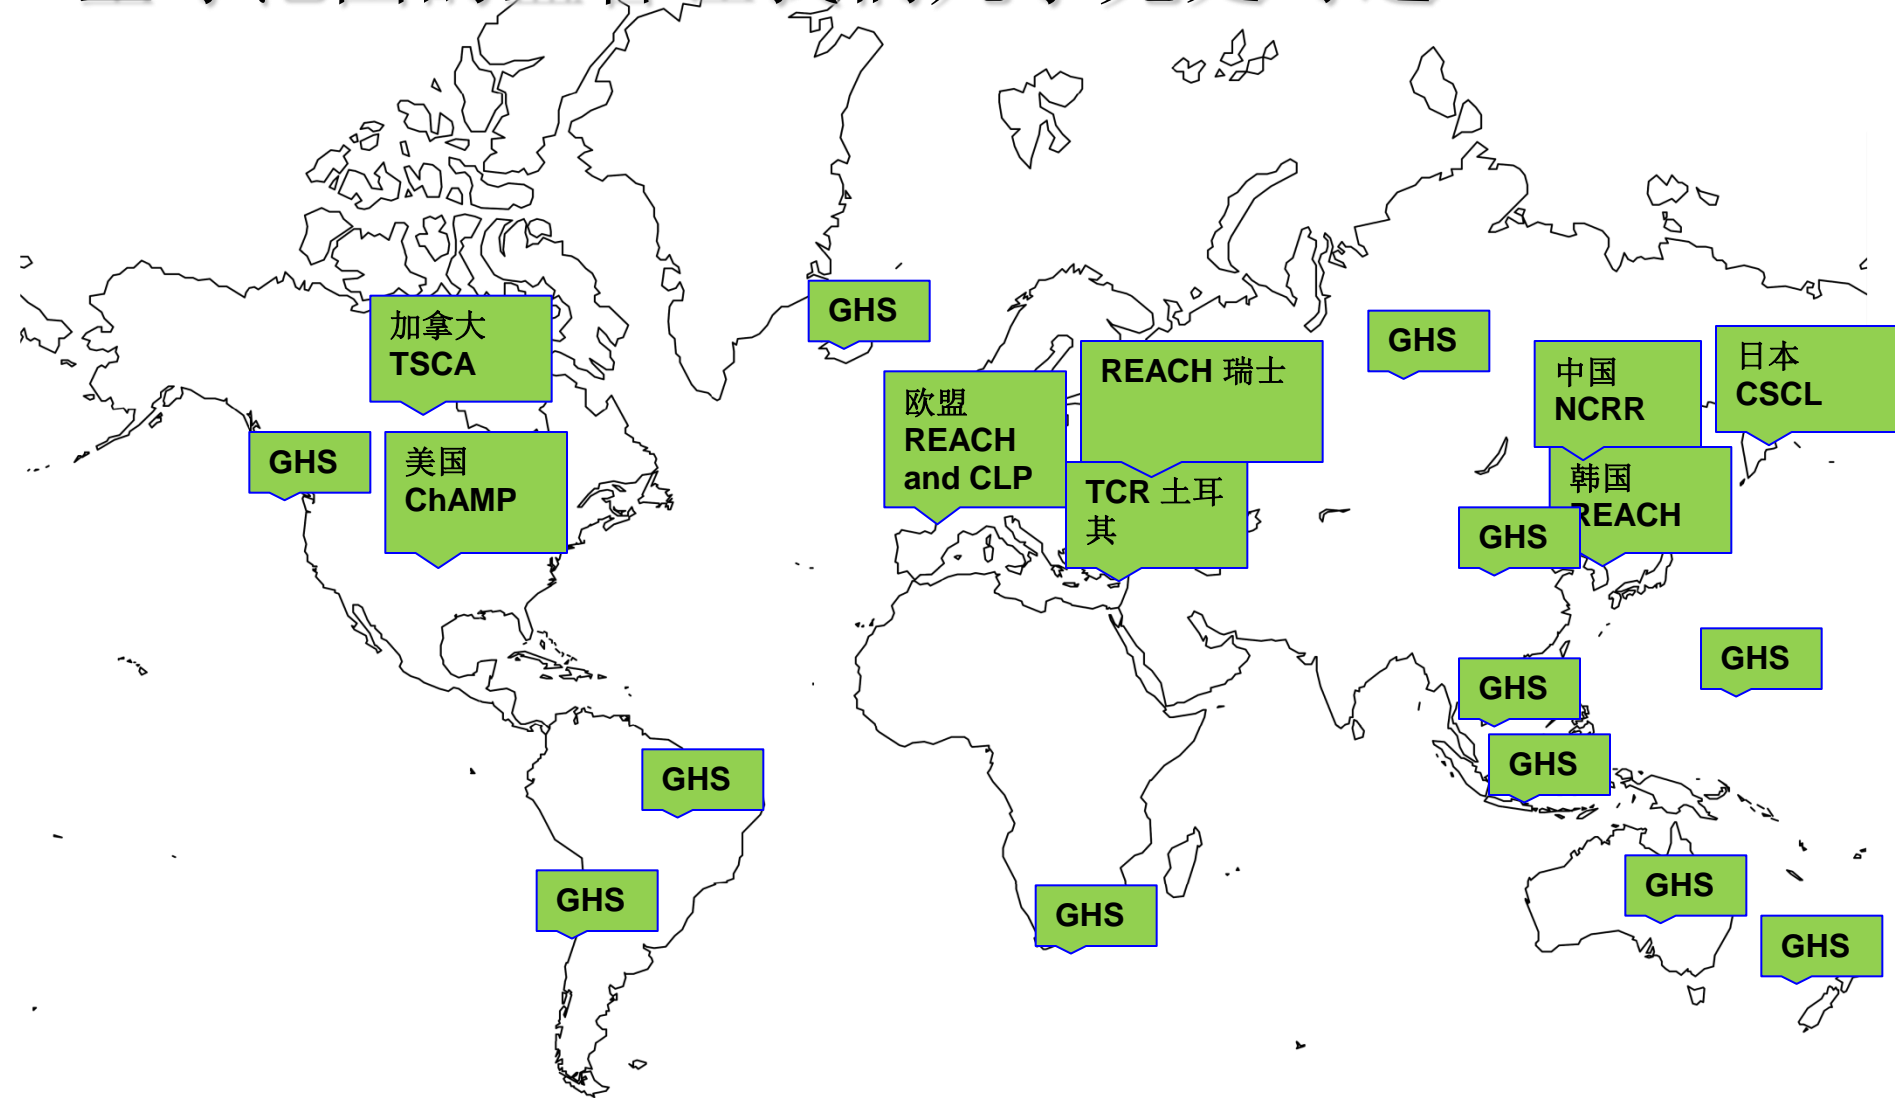 GHS
加拿大
TSCA
GHS
REACH 瑞士
中国
NCRR
日本
CSCL
欧盟
REACH
and CLP
GHS
美国
ChAMP
TCR 土耳
其
韩国
REACH
GHS
GHS
GHS
GHS
GHS
GHS
GHS
GHS
GHS